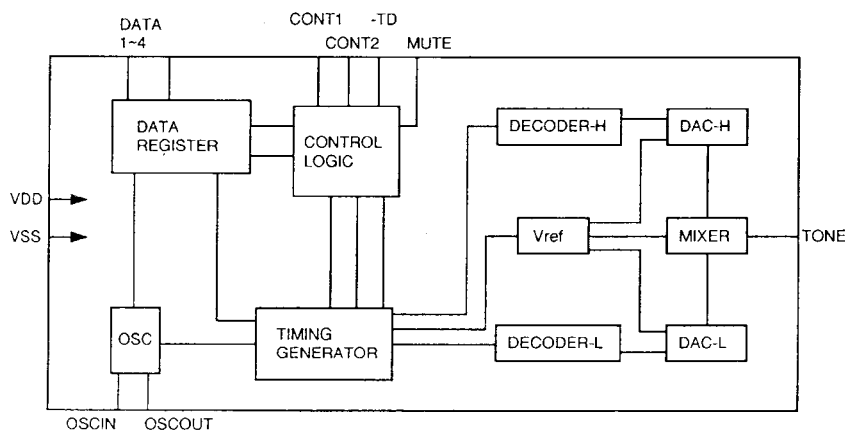 DATA
1~4
CONT1
-TD
CONT2
MUTE
DATA
REGISTER
CONTROL
LOGIC
DECODER-H
DAC-H
VDD
VSS
Vref
MIXER
TONE
OSC
TIMING
GENERATOR
DECODER-L
DAC-L
OSCIN
OSCOUT